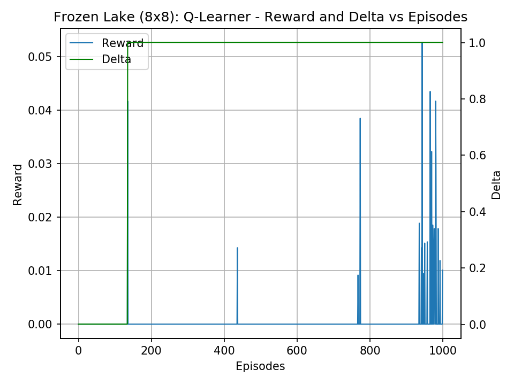 Frozen Lake (8x8): Q-Learner - Reward and Delta vs Episodes
Reward
Delta
0.05
0.04
0.03
0.02
0.01
0.00
Reward
1.0
0.8
0.6
0.4
0.2
0.0
Delta
0 200 400 600 800 1000
Episodes